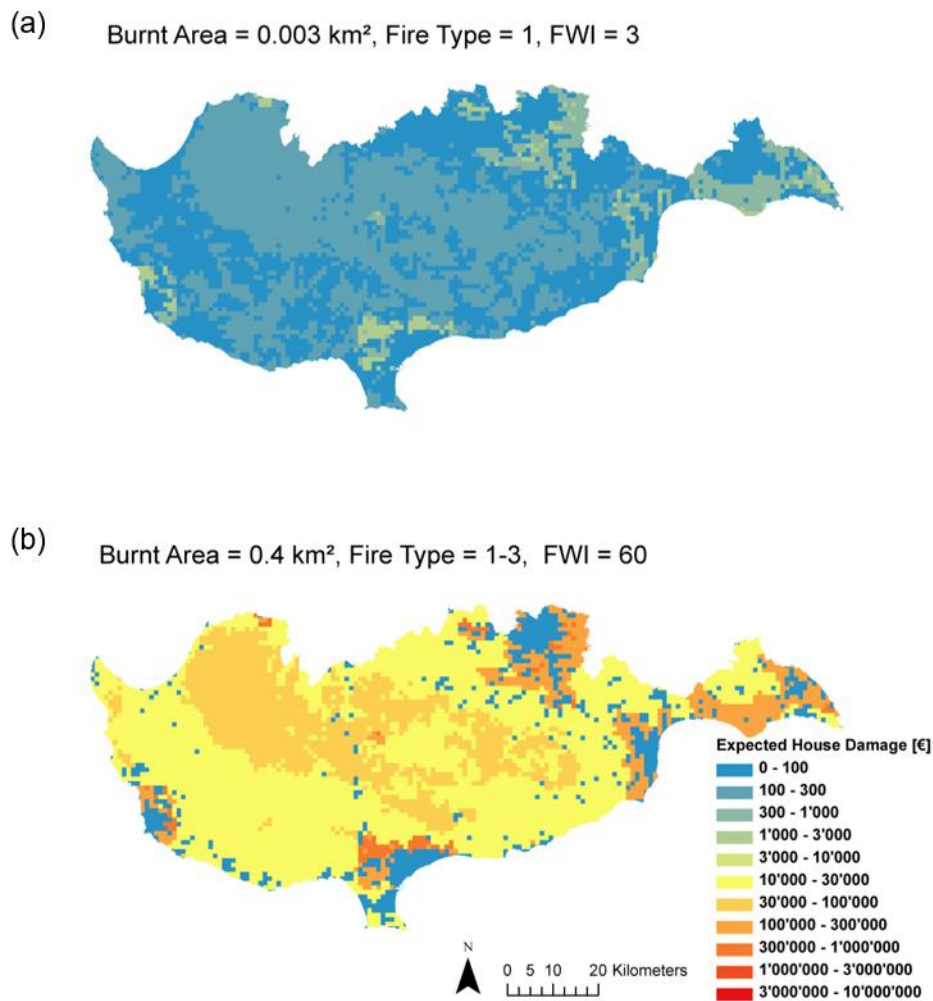 (a)
Burnt Area = 0.003 km², Fire Type = 1, FWI = 3
(b)
Burnt Area = 0.4 km², Fire Type = 1-3, FWI = 60
Expected House Damage [€]
0 - 100
100 - 300
300 - 1'000
1'000 - 3'000
3'000 - 10'000
10'000 - 30'000
30'000 - 100'000
100'000 - 300'000
300'000 - 1'000'000
1'000'000 - 3'000'000
3'000'000 - 10'000'000
N
0 5 10 20 Kilometers